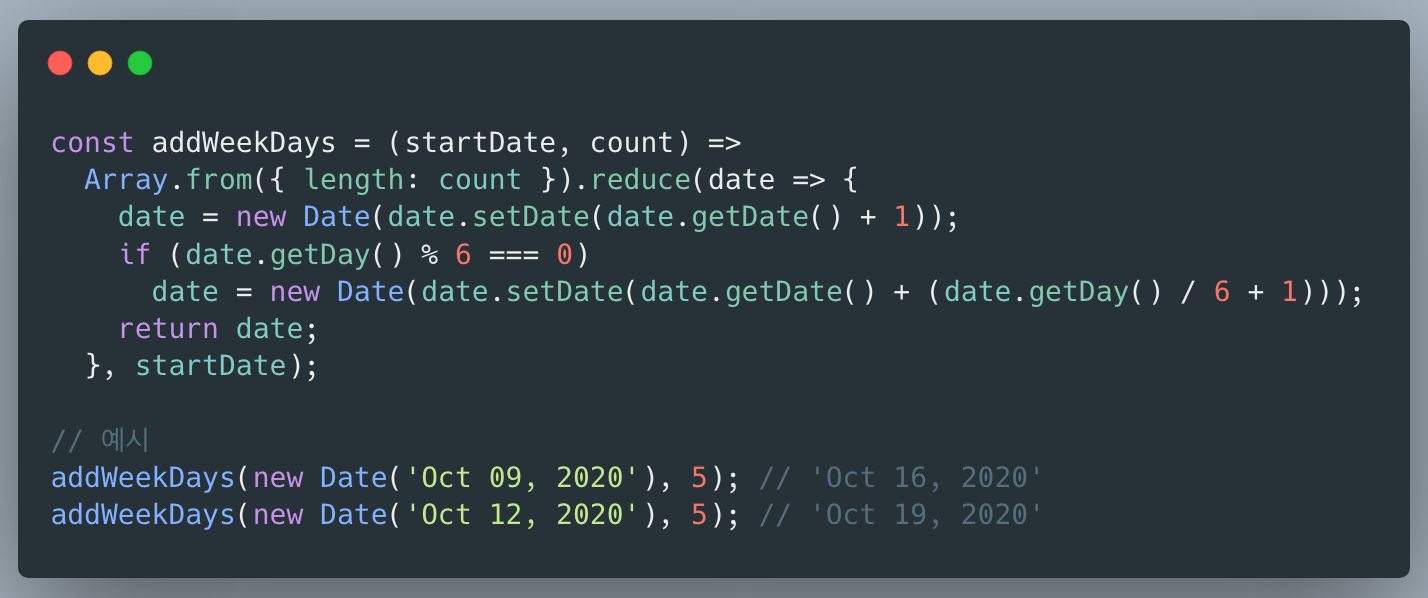 const addWeekDays = (startDate, count) =>
  Array.from({ length: count }).reduce(date => {
    date = new Date(date.setDate(date.getDate() + 1));
    if (date.getDay() % 6 === 0)
      date = new Date(date.setDate(date.getDate() + (date.getDay() / 6 + 1)));
    return date;
  }, startDate);

// 예시
addWeekDays(new Date('Oct 09, 2020'), 5); // 'Oct 16, 2020'
addWeekDays(new Date('Oct 12, 2020'), 5); // 'Oct 19, 2020'